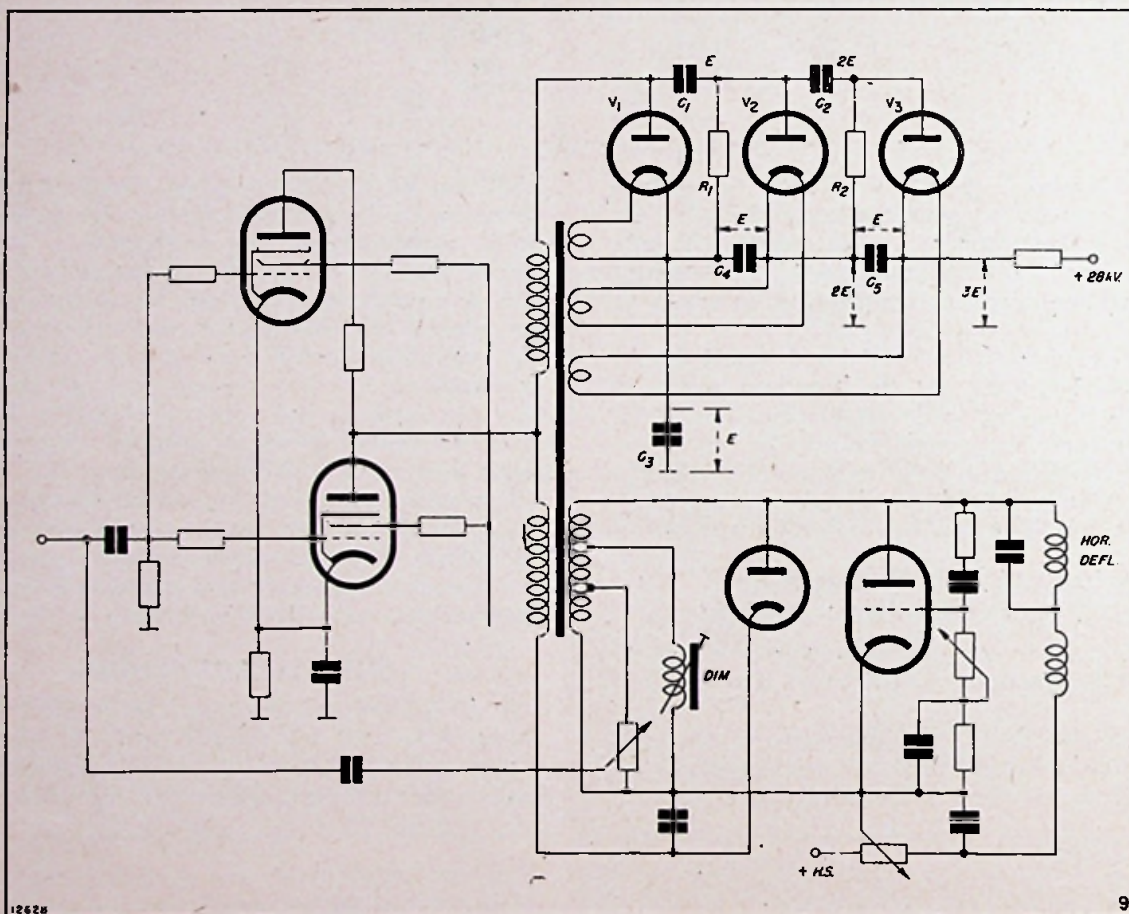 E
2E
V1
C1
V2
C2
V3
R1
R2
E
E
C4
C5
+ 28 kV.
2E
3E
C3
E
HOR.
DEFL.
DIM
+ H.S.
12628
9